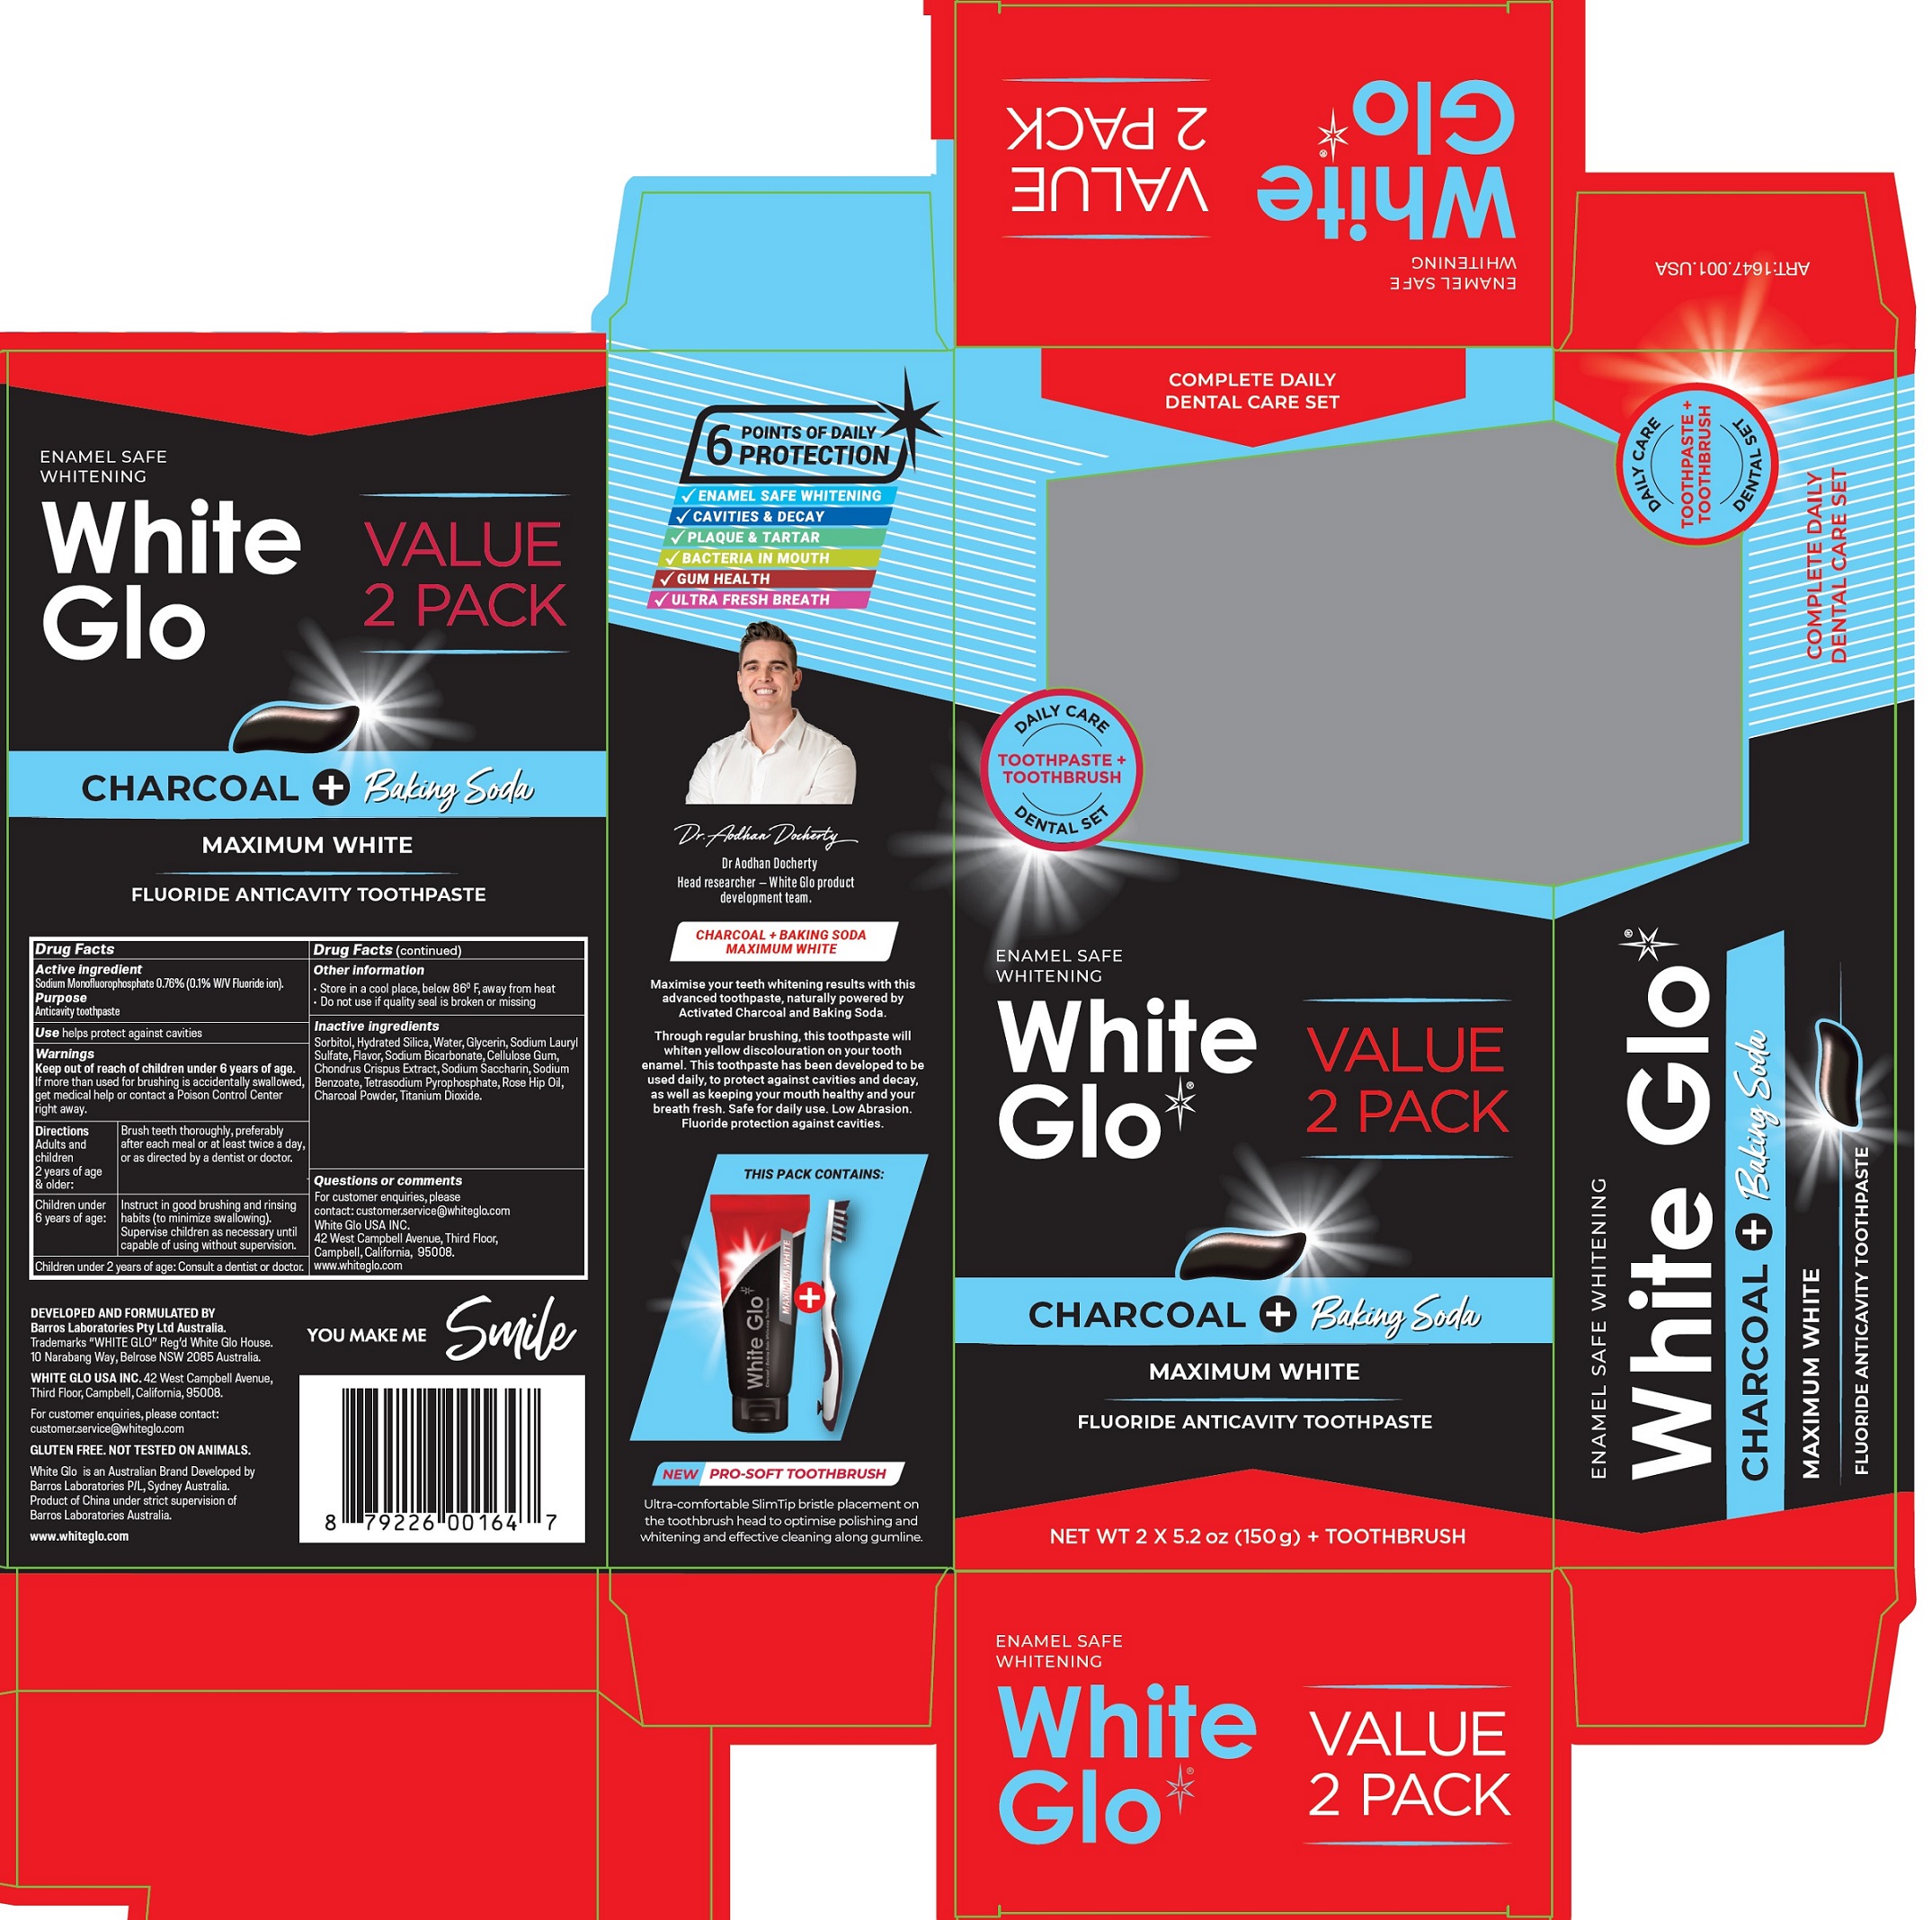 VALUE
2 PACK
ENAMEL SAFE
WHITENING
White
Glo
®
ART:1647.001.USA
ENAMEL SAFE
WHITENING
White
Glo
VALUE
2 PACK
CHARCOAL + Baking Soda
MAXIMUM WHITE
FLUORIDE ANTICAVITY TOOTHPASTE
Drug Facts
Active ingredient
Sodium Monofluorophosphate 0.76% (0.1% W/V Fluoride ion).
Purpose
Anticavity toothpaste
Use helps protect against cavities
Warnings
Keep out of reach of children under 6 years of age.
If more than used for brushing is accidentally swallowed,
get medical help or contact a Poison Control Center
right away.
Directions
Adults and
children
2 years of age
& older:
Brush teeth thoroughly, preferably
after each meal or at least twice a day,
or as directed by a dentist or doctor.
Children under
6 years of age:
Instruct in good brushing and rinsing
habits (to minimize swallowing).
Supervise children as necessary until
capable of using without supervision.
Children under 2 years of age: Consult a dentist or doctor.
Drug Facts (continued)
Other information
· Store in a cool place, below 86⁰ F, away from heat
· Do not use if quality seal is broken or missing
Inactive ingredients
Sorbitol, Hydrated Silica, Water, Glycerin, Sodium Lauryl
Sulfate, Flavor, Sodium Bicarbonate, Cellulose Gum,
Chondrus Crispus Extract, Sodium Saccharin, Sodium
Benzoate, Tetrasodium Pyrophosphate, Rose Hip Oil,
Charcoal Powder, Titanium Dioxide.
Questions or comments
For customer enquiries, please
contact: customer.service@whiteglo.com
White Glo USA INC.
42 West Campbell Avenue, Third Floor,
Campbell, California, 95008.
www.whiteglo.com
DEVELOPED AND FORMULATED BY
Barros Laboratories Pty Ltd Australia.
Trademarks "WHITE GLO" Reg'd White Glo House.
10 Narabang Way, Belrose NSW 2085 Australia.
WHITE GLO USA INC. 42 West Campbell Avenue,
Third Floor, Campbell, California, 95008.
For customer enquiries, please contact:
customer.service@whiteglo.com
GLUTEN FREE. NOT TESTED ON ANIMALS.
White Glo is an Australian Brand Developed by
Barros Laboratories P/L, Sydney Australia.
Product of China under strict supervision of
Barros Laboratories Australia.
www.whiteglo.com
YOU MAKE ME Smile
8 79226 00164 7
6 POINTS OF DAILY
PROTECTION
✓ ENAMEL SAFE WHITENING
✓ CAVITIES & DECAY
✓ PLAQUE & TARTAR
✓ BACTERIA IN MOUTH
✓ GUM HEALTH
✓ ULTRA FRESH BREATH
Dr. Aodhan Docherty
Dr Aodhan Docherty
Head researcher – White Glo product
development team.
CHARCOAL + BAKING SODA
MAXIMUM WHITE
Maximise your teeth whitening results with this
advanced toothpaste, naturally powered by
Activated Charcoal and Baking Soda.
Through regular brushing, this toothpaste will
whiten yellow discolouration on your tooth
enamel. This toothpaste has been developed to be
used daily, to protect against cavities and decay,
as well as keeping your mouth healthy and your
breath fresh. Safe for daily use. Low Abrasion.
Fluoride protection against cavities.
THIS PACK CONTAINS:
White Glo
MAXIMUM WHITE
+
NEW PRO-SOFT TOOTHBRUSH
Ultra-comfortable SlimTip bristle placement on
the toothbrush head to optimise polishing and
whitening and effective cleaning along gumline.
COMPLETE DAILY
DENTAL CARE SET
DAILY CARE
TOOTHPASTE +
TOOTHBRUSH
DENTAL SET
ENAMEL SAFE
WHITENING
White
Glo
®
VALUE
2 PACK
CHARCOAL + Baking Soda
MAXIMUM WHITE
FLUORIDE ANTICAVITY TOOTHPASTE
NET WT 2 X 5.2 oz (150 g) + TOOTHBRUSH
DAILY CARE
TOOTHPASTE +
TOOTHBRUSH
DENTAL SET
COMPLETE DAILY
DENTAL CARE SET
ENAMEL SAFE WHITENING
White Glo
®
CHARCOAL + Baking Soda
MAXIMUM WHITE
FLUORIDE ANTICAVITY TOOTHPASTE
ENAMEL SAFE
WHITENING
White
Glo
®
VALUE
2 PACK